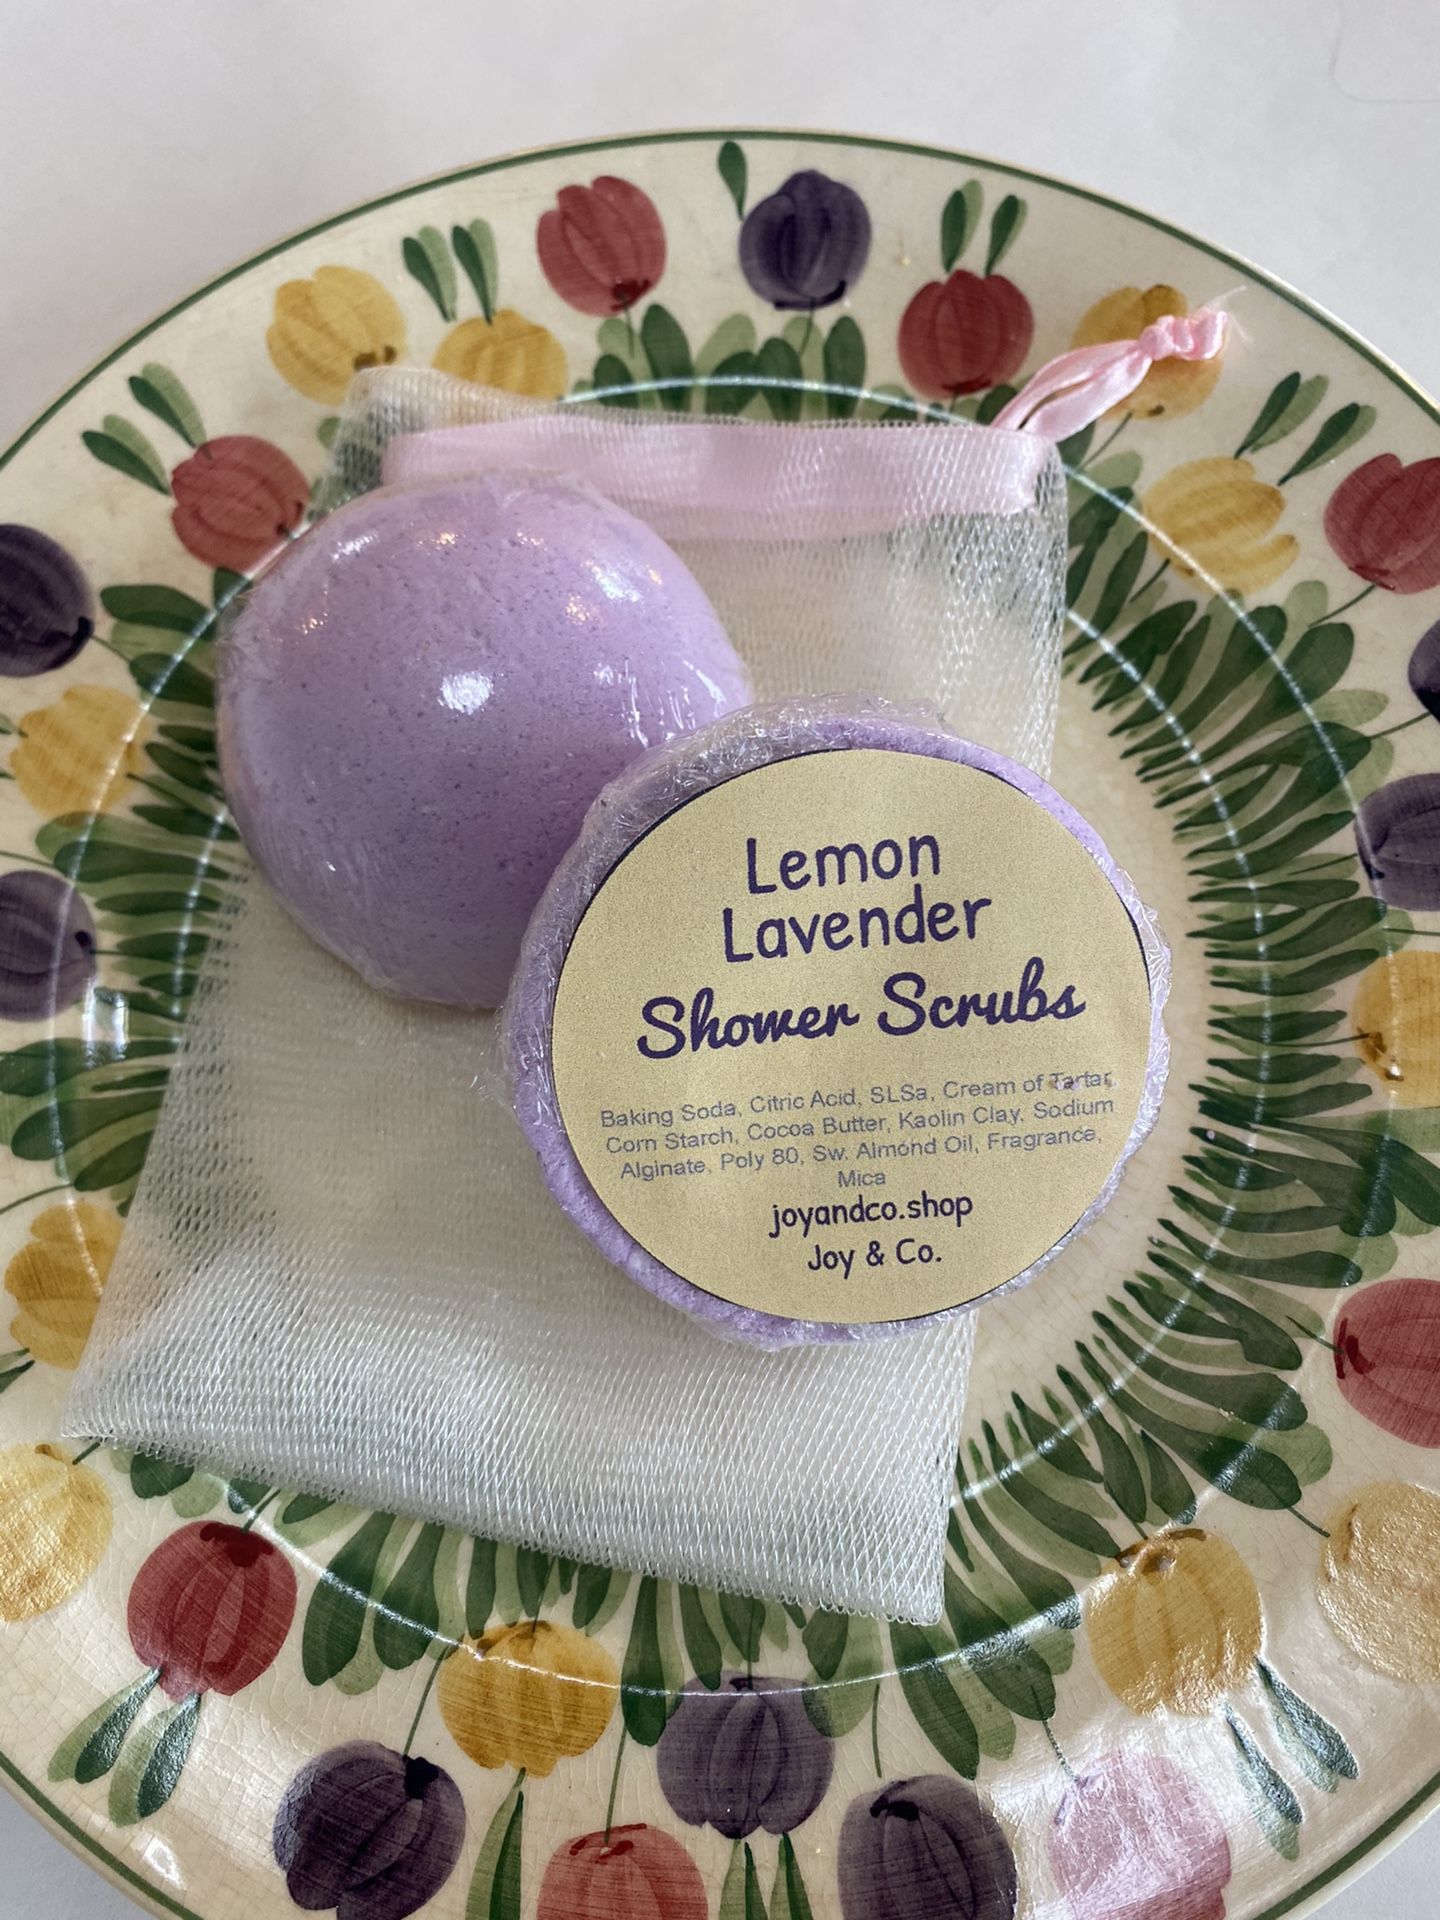 Lemon
Lavender
Shower Scrubs
Baking Soda, Citric Acid, SLSa, Cream of Tartar,
Corn Starch, Cocoa Butter, Kaolin Clay, Sodium
Alginate, Poly 80, Sw. Almond Oil, Fragrance,
Mica
joyandco.shop
Joy & Co.